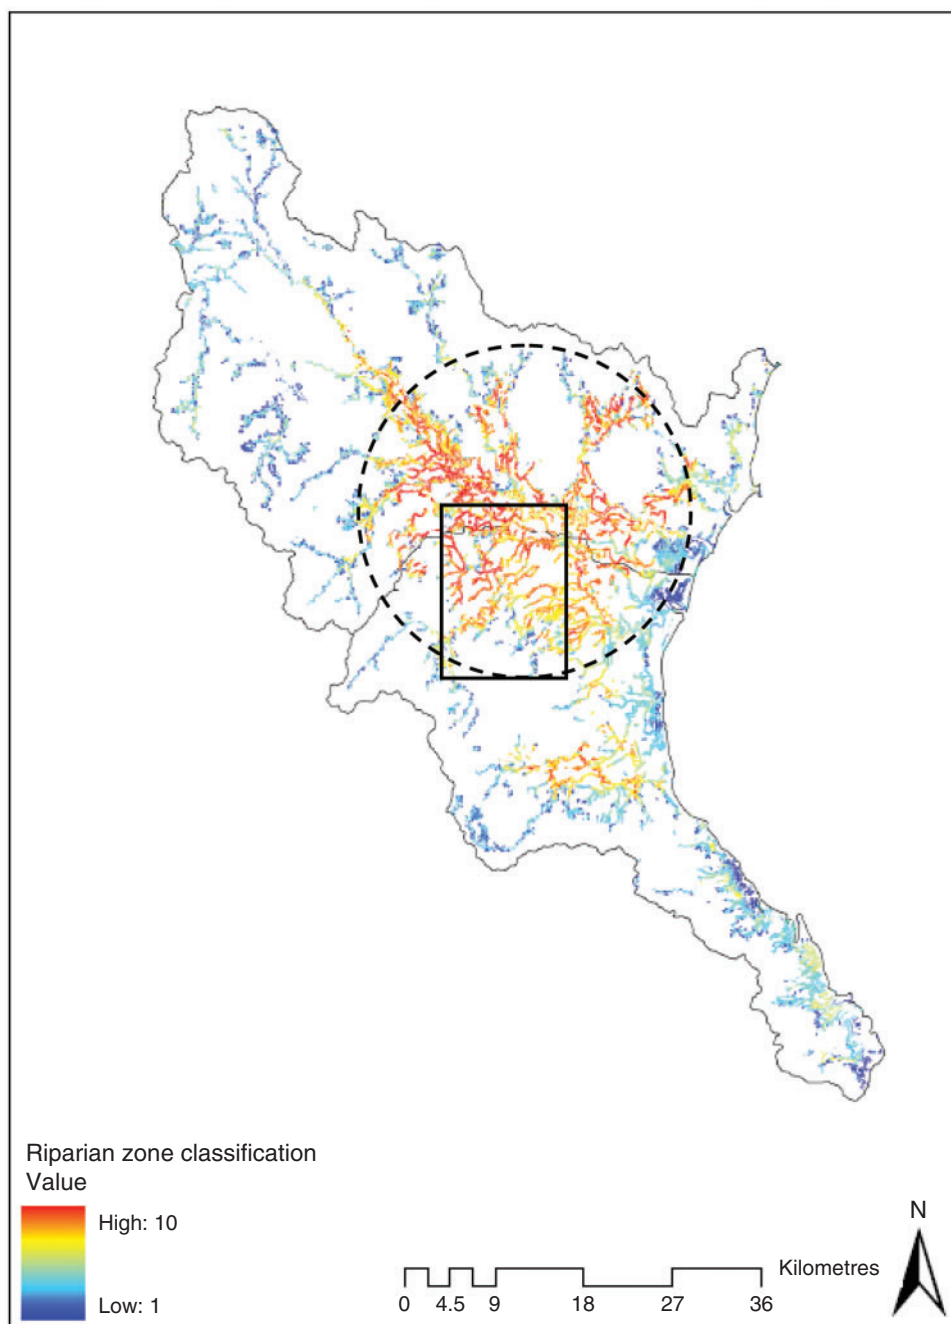 Riparian zone classification
Value
High: 10
Low: 1
N
Kilometres
0 4.5 9 18 27 36